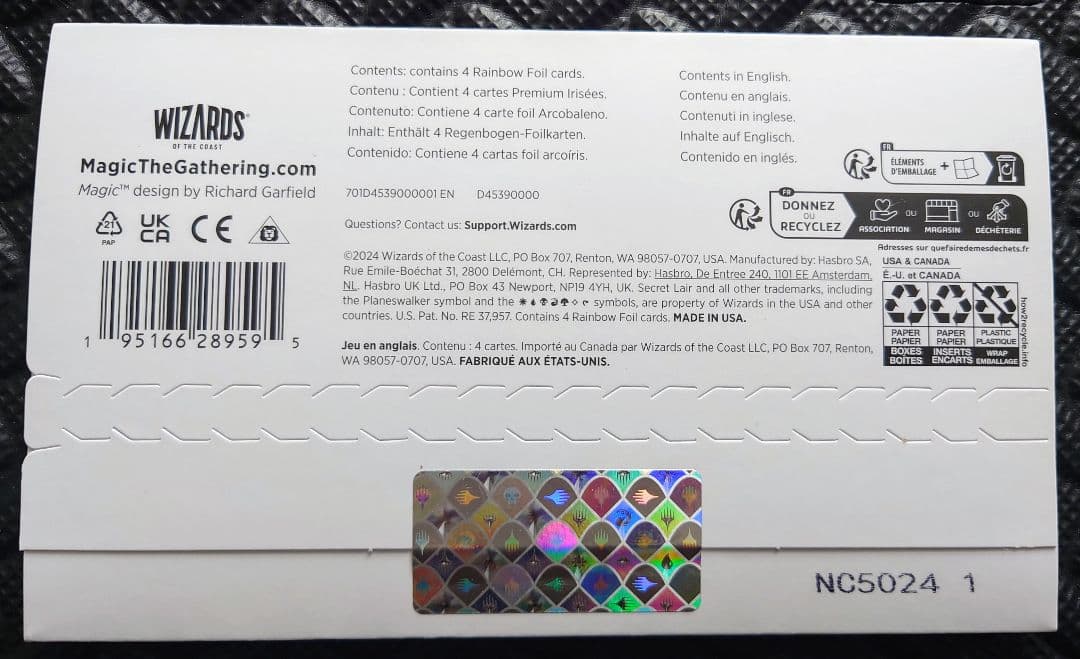 WIZARDS
OF THE COAST
MagicTheGathering.com
Magic™ design by Richard Garfield
21
PAP
UK
CA
CE
1 95166 28959 5
Contents: contains 4 Rainbow Foil cards.
Contenu : Contient 4 cartes Premium Irisées.
Contenuto: Contiene 4 carte foil Arcobaleno.
Inhalt: Enthält 4 Regenbogen-Foilkarten.
Contenido: Contiene 4 cartas foil arcoíris.
Contents in English.
Contenu en anglais.
Contenuti in inglese.
Inhalte auf Englisch.
Contenido en inglés.
701D4539000001 EN D45390000
Questions? Contact us: Support.Wizards.com
©2024 Wizards of the Coast LLC, PO Box 707, Renton, WA 98057-0707, USA. Manufactured by: Hasbro SA,
Rue Emile-Boéchat 31, 2800 Delémont, CH. Represented by: Hasbro, De Entree 240, 1101 EE Amsterdam,
NL. Hasbro UK Ltd., PO Box 43 Newport, NP19 4YH, UK. Secret Lair and all other trademarks, including
the Planeswalker symbol and the symbols, are property of Wizards in the USA and other
countries. U.S. Pat. No. RE 37,957. Contains 4 Rainbow Foil cards. MADE IN USA.
Jeu en anglais. Contenu : 4 cartes. Importé au Canada par Wizards of the Coast LLC, PO Box 707, Renton,
WA 98057-0707, USA. FABRIQUÉ AUX ÉTATS-UNIS.
FR
ÉLÉMENTS
D'EMBALLAGE +
FR
DONNEZ
OU
RECYCLEZ
ASSOCIATION OU MAGASIN OU DÉCHÈTERIE
Adresses sur quefairedemesdechets.fr
USA & CANADA
É.-U. et CANADA
PAPER PAPER PLASTIC
PAPIER PAPIER PLASTIQUE
BOXES INSERTS WRAP
BOÎTES ENCARTS EMBALLAGE
how2recycle.info
NC5024 1